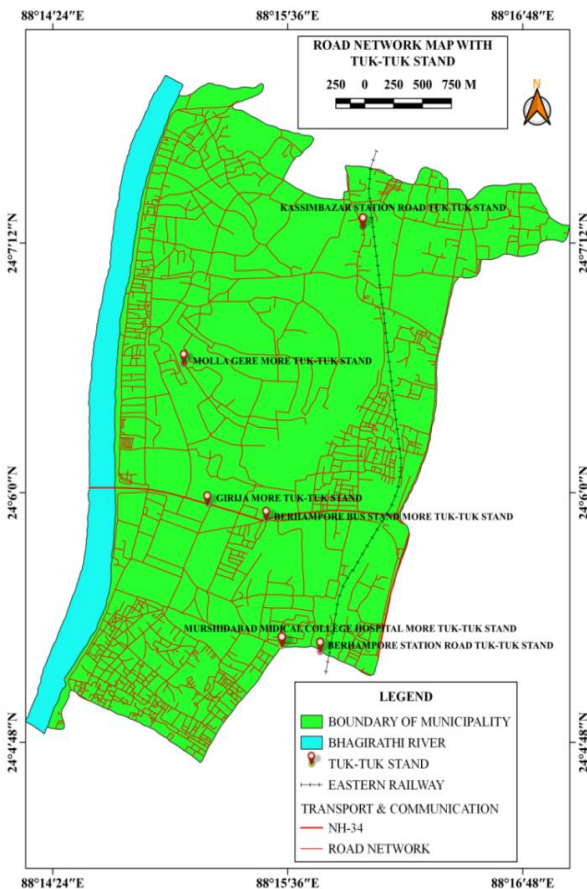 88°14′24″E 88°15′36″E 88°16′48″E
ROAD NETWORK MAP WITH
TUK-TUK STAND
250 0 250 500 750 M
N
KASSIMBAZAR STATION ROAD TUK-TUK STAND
24°7′12″N 24°7′12″N
MOLLA GERE MORE TUK-TUK STAND
24°6′0″N 24°6′0″N
GIRIJA MORE TUK-TUK STAND
BERHAMPORE BUS STAND MORE TUK-TUK STAND
MURSHIDABAD MIDICAL COLLEGE HOSPITAL MORE TUK-TUK STAND
BERHAMPORE STATION ROAD TUK-TUK STAND
24°4′48″N 24°4′48″N
LEGEND
BOUNDARY OF MUNICIPALITY
BHAGIRATHI RIVER
TUK-TUK STAND
EASTERN RAILWAY
TRANSPORT & COMMUNICATION
NH-34
ROAD NETWORK
88°14′24″E 88°15′36″E 88°16′48″E